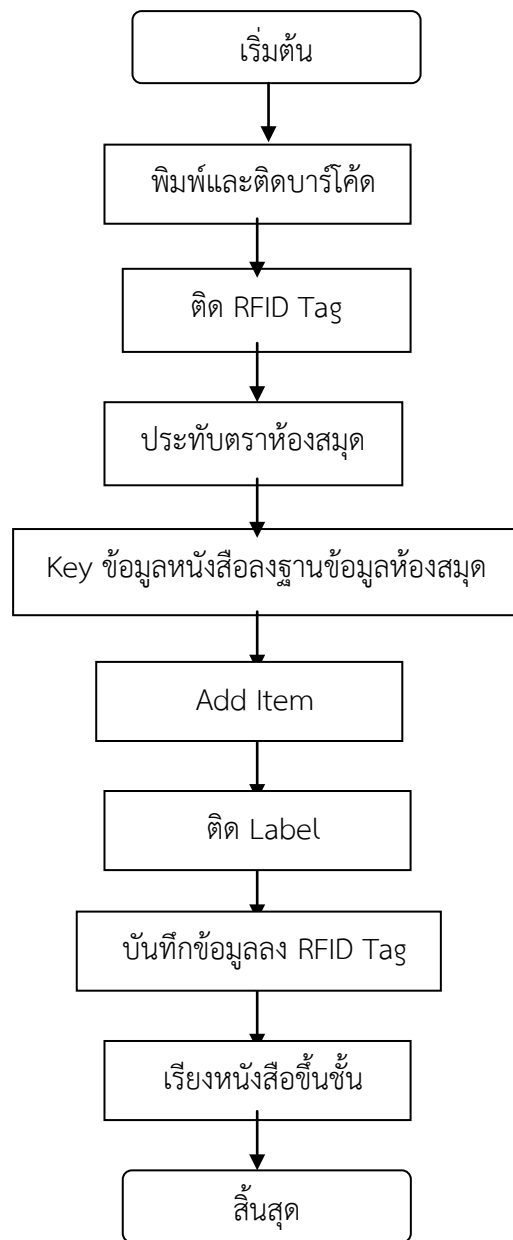 เริ่มต้น
พิมพ์และติดบาร์โค้ด
ติด RFID Tag
ประทับตราห้องสมุด
Key ข้อมูลหนังสือลงฐานข้อมูลห้องสมุด
Add Item
ติด Label
บันทึกข้อมูลลง RFID Tag
เรียงหนังสือขึ้นชั้น
สิ้นสุด